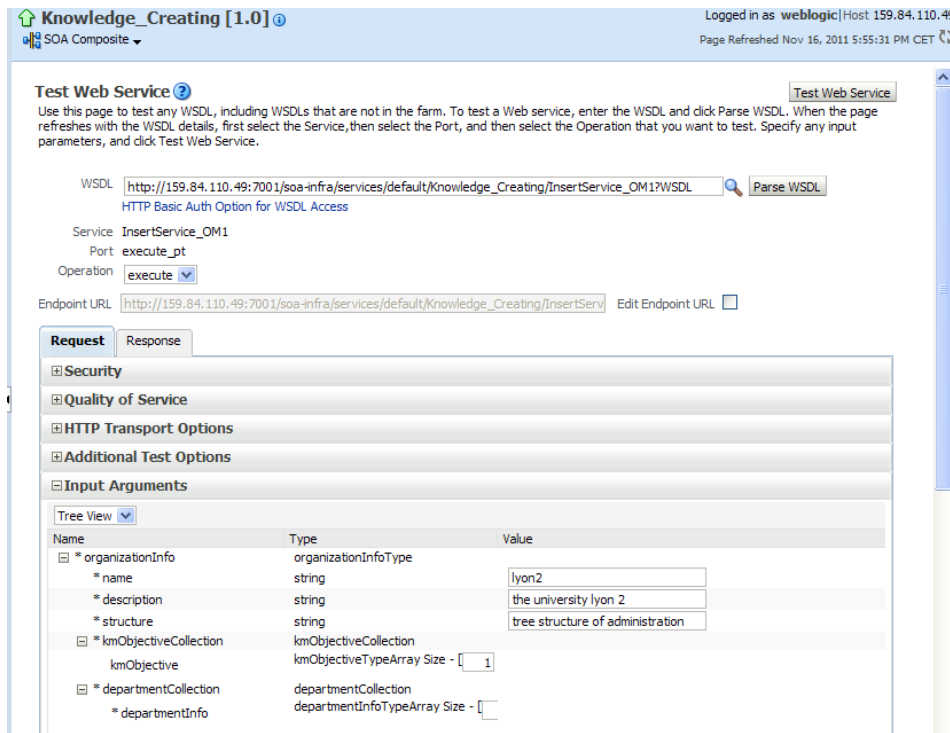 Knowledge_Creating [1.0]
Logged in as weblogic|Host 159.84.110.49
SOA Composite
Page Refreshed Nov 16, 2011 5:55:31 PM CET
Test Web Service
Test Web Service
Use this page to test any WSDL, including WSDLs that are not in the farm. To test a Web service, enter the WSDL and click Parse WSDL. When the page
refreshes with the WSDL details, first select the Service,then select the Port, and then select the Operation that you want to test. Specify any input
parameters, and click Test Web Service.
WSDL http://159.84.110.49:7001/soa-infra/services/default/Knowledge_Creating/InsertService_OM1?WSDL Parse WSDL
HTTP Basic Auth Option for WSDL Access
Service InsertService_OM1
Port execute_pt
Operation execute
Endpoint URL http://159.84.110.49:7001/soa-infra/services/default/Knowledge_Creating/InsertServ Edit Endpoint URL
Request Response
Security
Quality of Service
HTTP Transport Options
Additional Test Options
Input Arguments
Tree View
Name Type Value
* organizationInfo organizationInfoType
* name string lyon2
* description string the university lyon 2
* structure string tree structure of administration
* kmObjectiveCollection kmObjectiveCollection
kmObjective kmObjectiveTypeArray Size - [ 1
* departmentCollection departmentCollection
* departmentInfo departmentInfoTypeArray Size - [